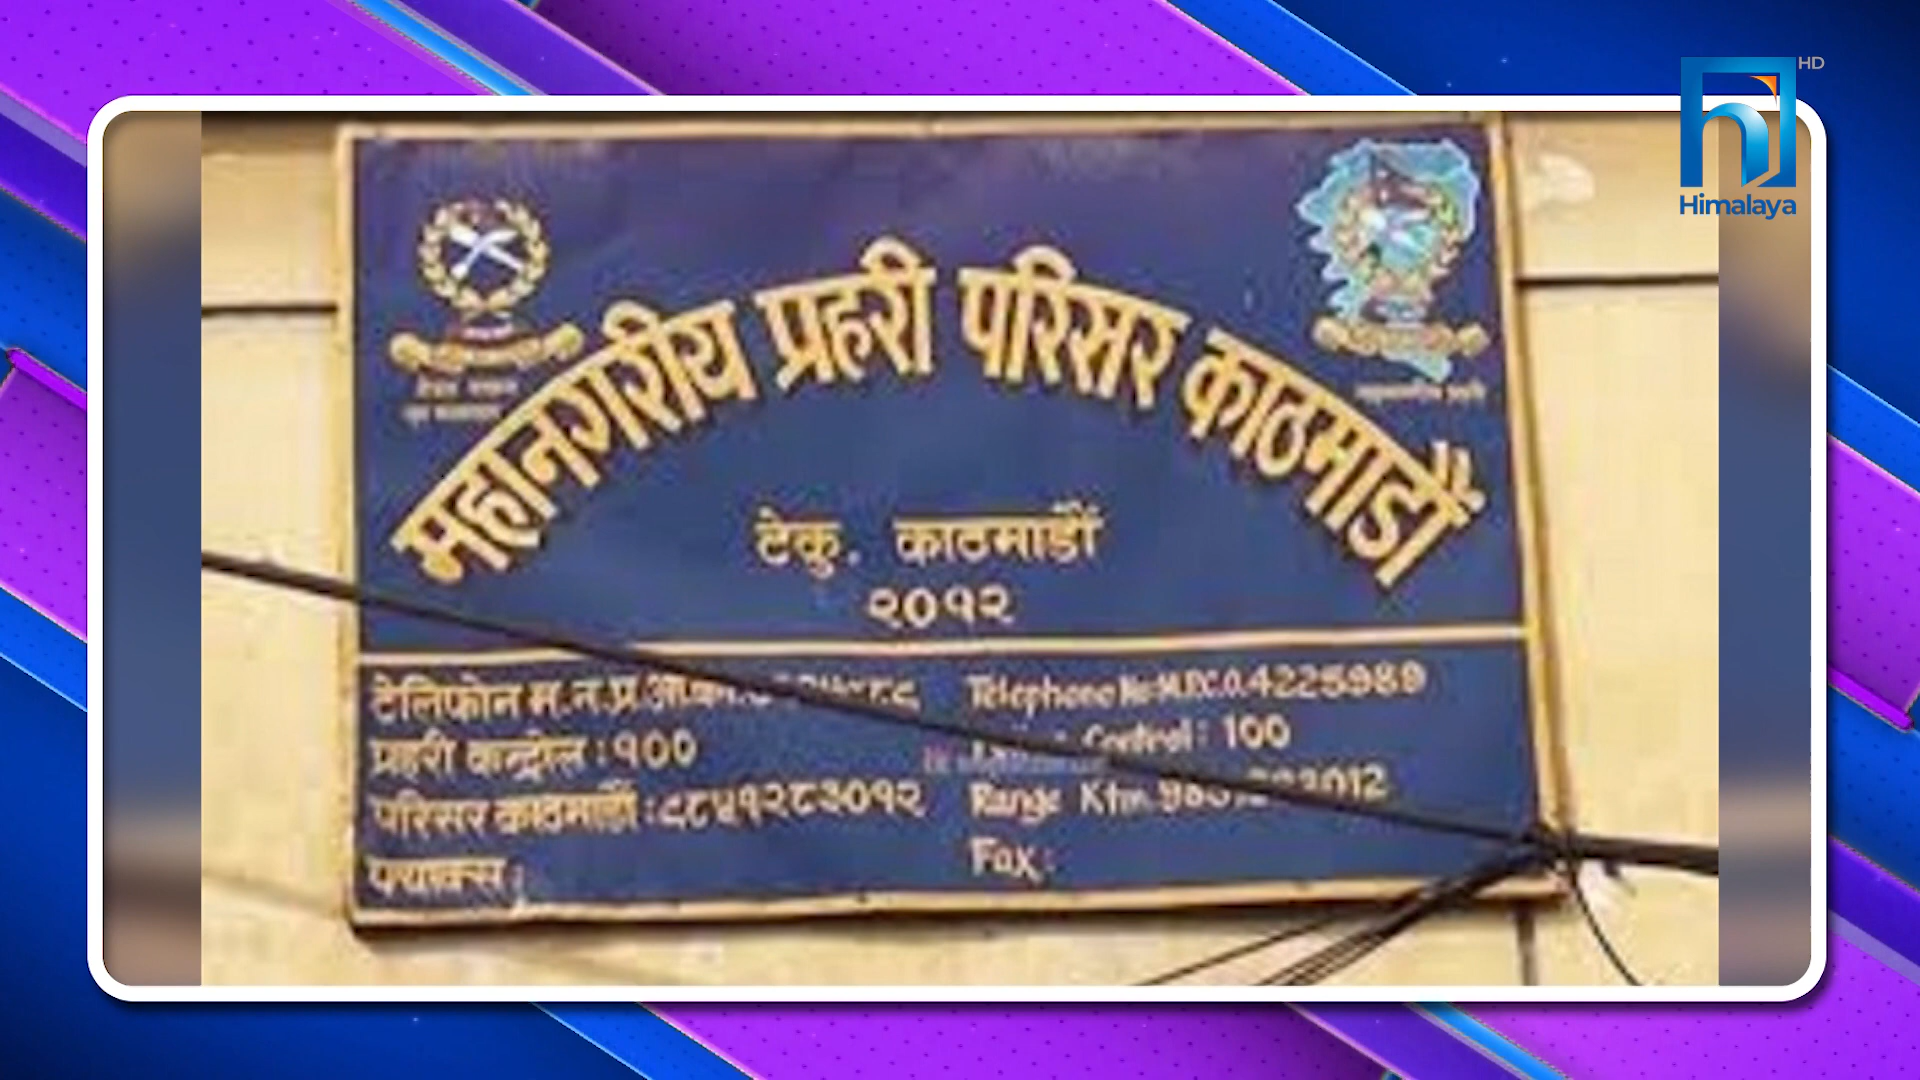 HD
Himalaya
महानगरीय प्रहरी परिसर काठमाडौँ
टेकु. काठमाडौँ
२०१२
टेलिफोन म.न.प्र.आ.का.
प्रहरी कन्ट्रोल : १००
परिसर काठमाडौँ : ९८५१२८३०१२
फ्याक्स :
Telephone No:M.P.C.O.4225989
Control : 100
Range Ktm.
Fax :